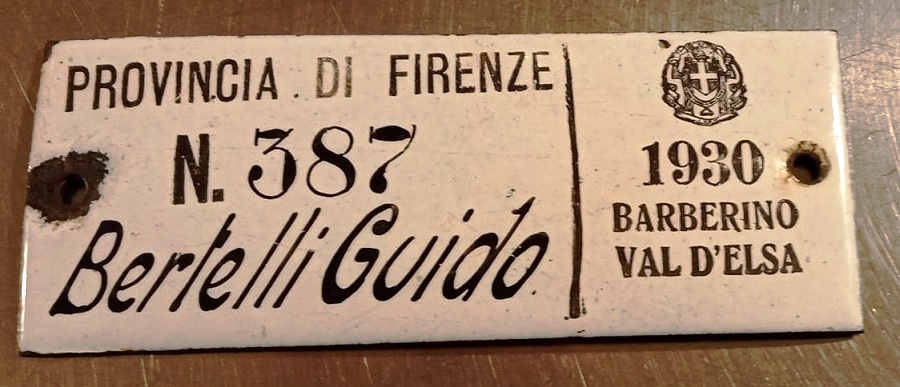 PROVINCIA DI FIRENZE
N. 387
Bertelli Guido
1930
BARBERINO
VAL D'ELSA